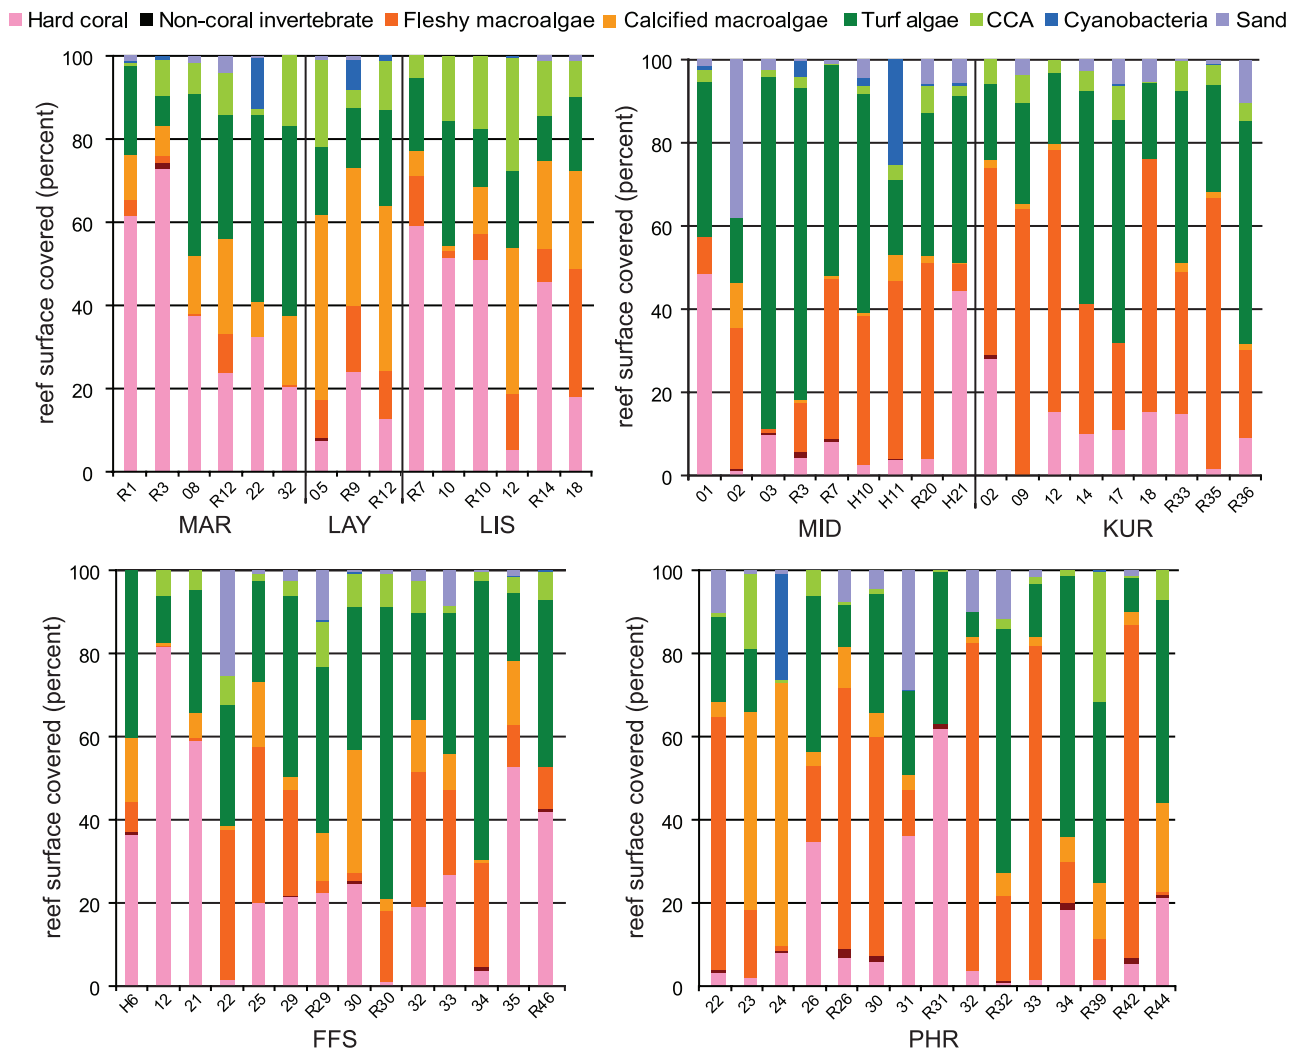 Hard coral Non-coral invertebrate Fleshy macroalgae Calcified macroalgae Turf algae CCA Cyanobacteria Sand
reef surface covered (percent)
100
80
60
40
20
0
R1 R3 08 R12 22 32 05 R9 R12 R7 10 R10 12 R14 18
MAR LAY LIS
reef surface covered (percent)
100
80
60
40
20
0
01 02 03 R3 R7 H10 H11 R20 H21 02 09 12 14 17 18 R33 R35 R36
MID KUR
reef surface covered (percent)
100
80
60
40
20
0
H6 12 21 22 25 29 R29 30 R30 32 33 34 35 R46
FFS
reef surface covered (percent)
100
80
60
40
20
0
22 23 24 26 R26 30 31 R31 32 R32 33 34 R39 R42 R44
PHR